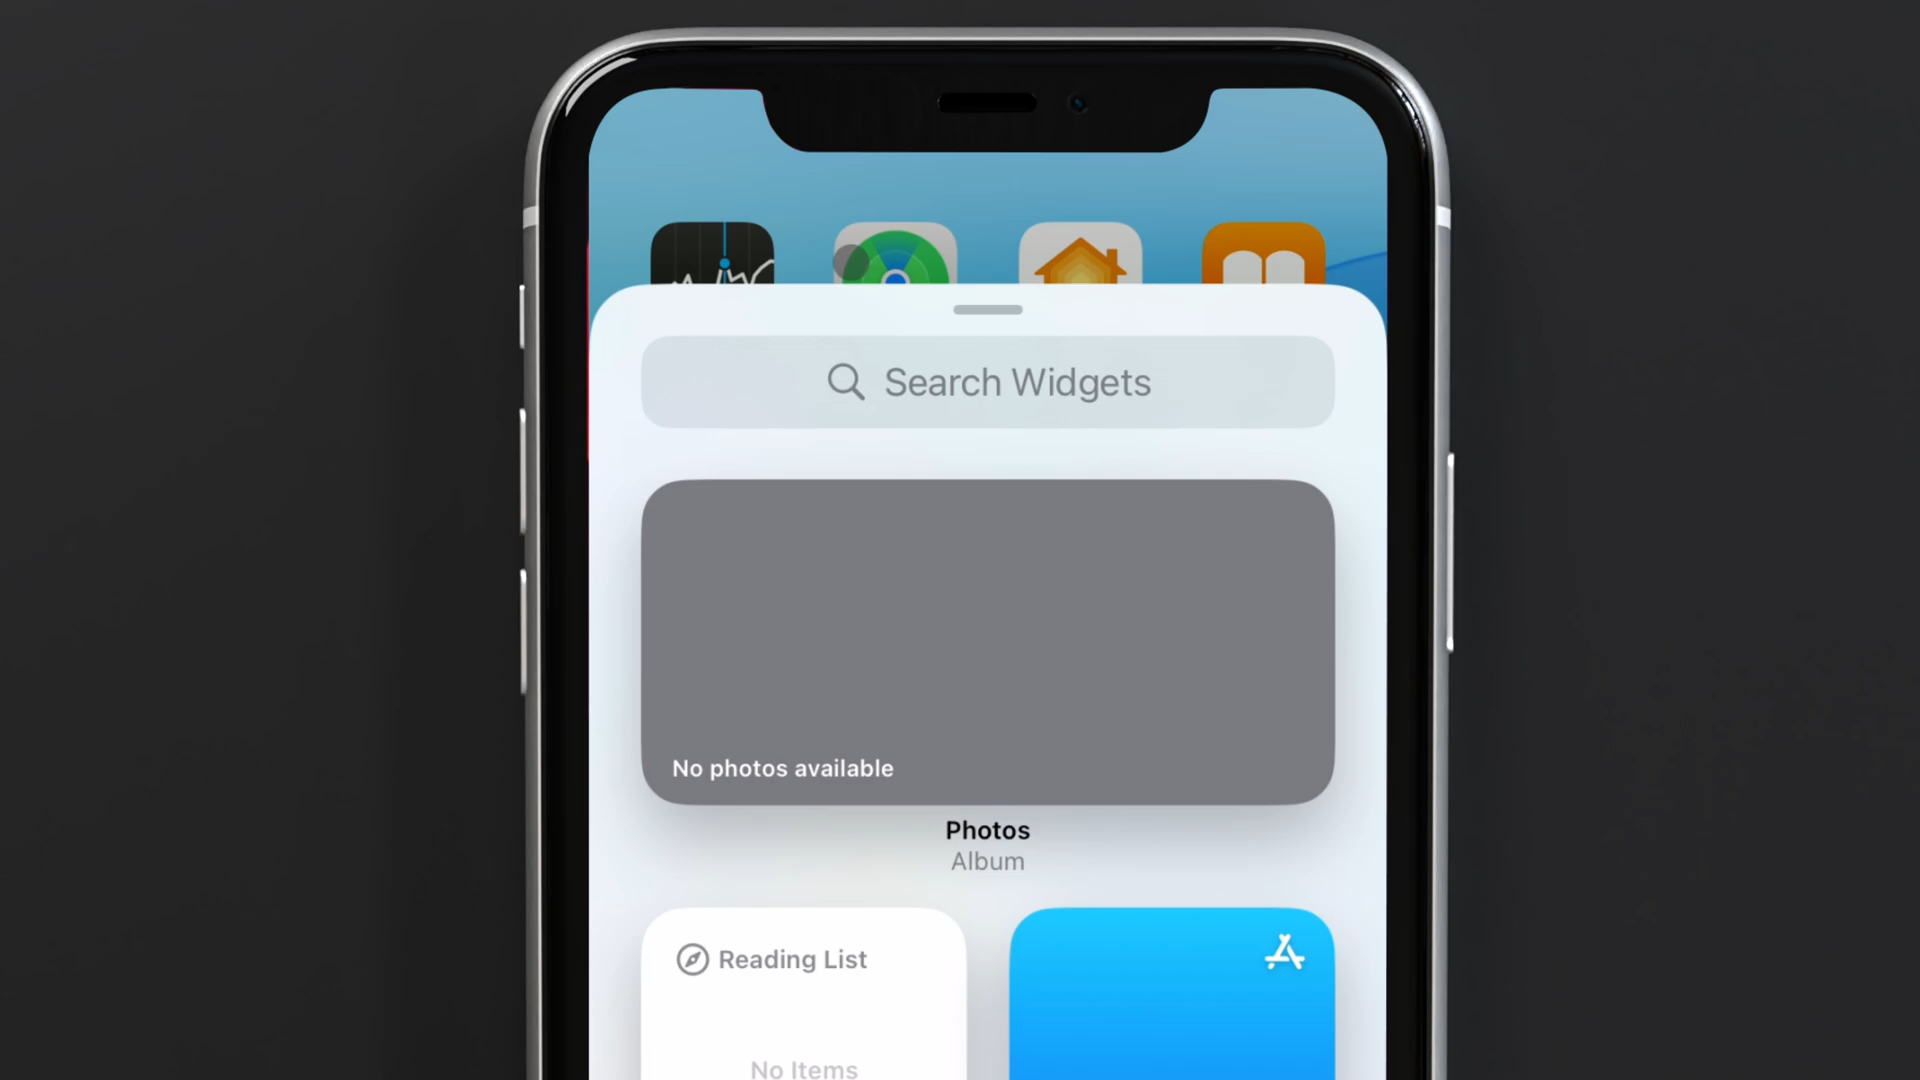 Search Widgets
No photos available
Photos
Album
Reading List
No Items